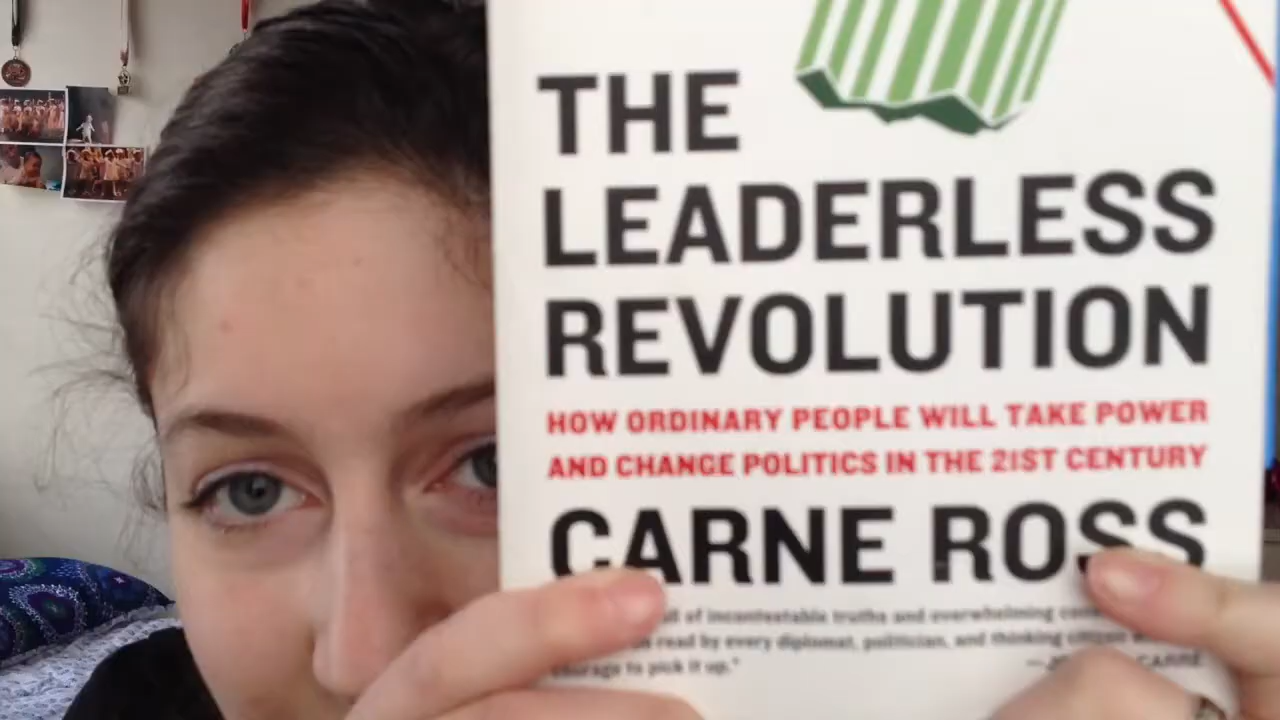 THE
LEADERLESS
REVOLUTION
HOW ORDINARY PEOPLE WILL TAKE POWER
AND CHANGE POLITICS IN THE 21ST CENTURY
CARNE ROSS
of incontestable truths and overwhelming
read by every diplomat, politician, and thinking
courage to pick it up."
CARRÉ